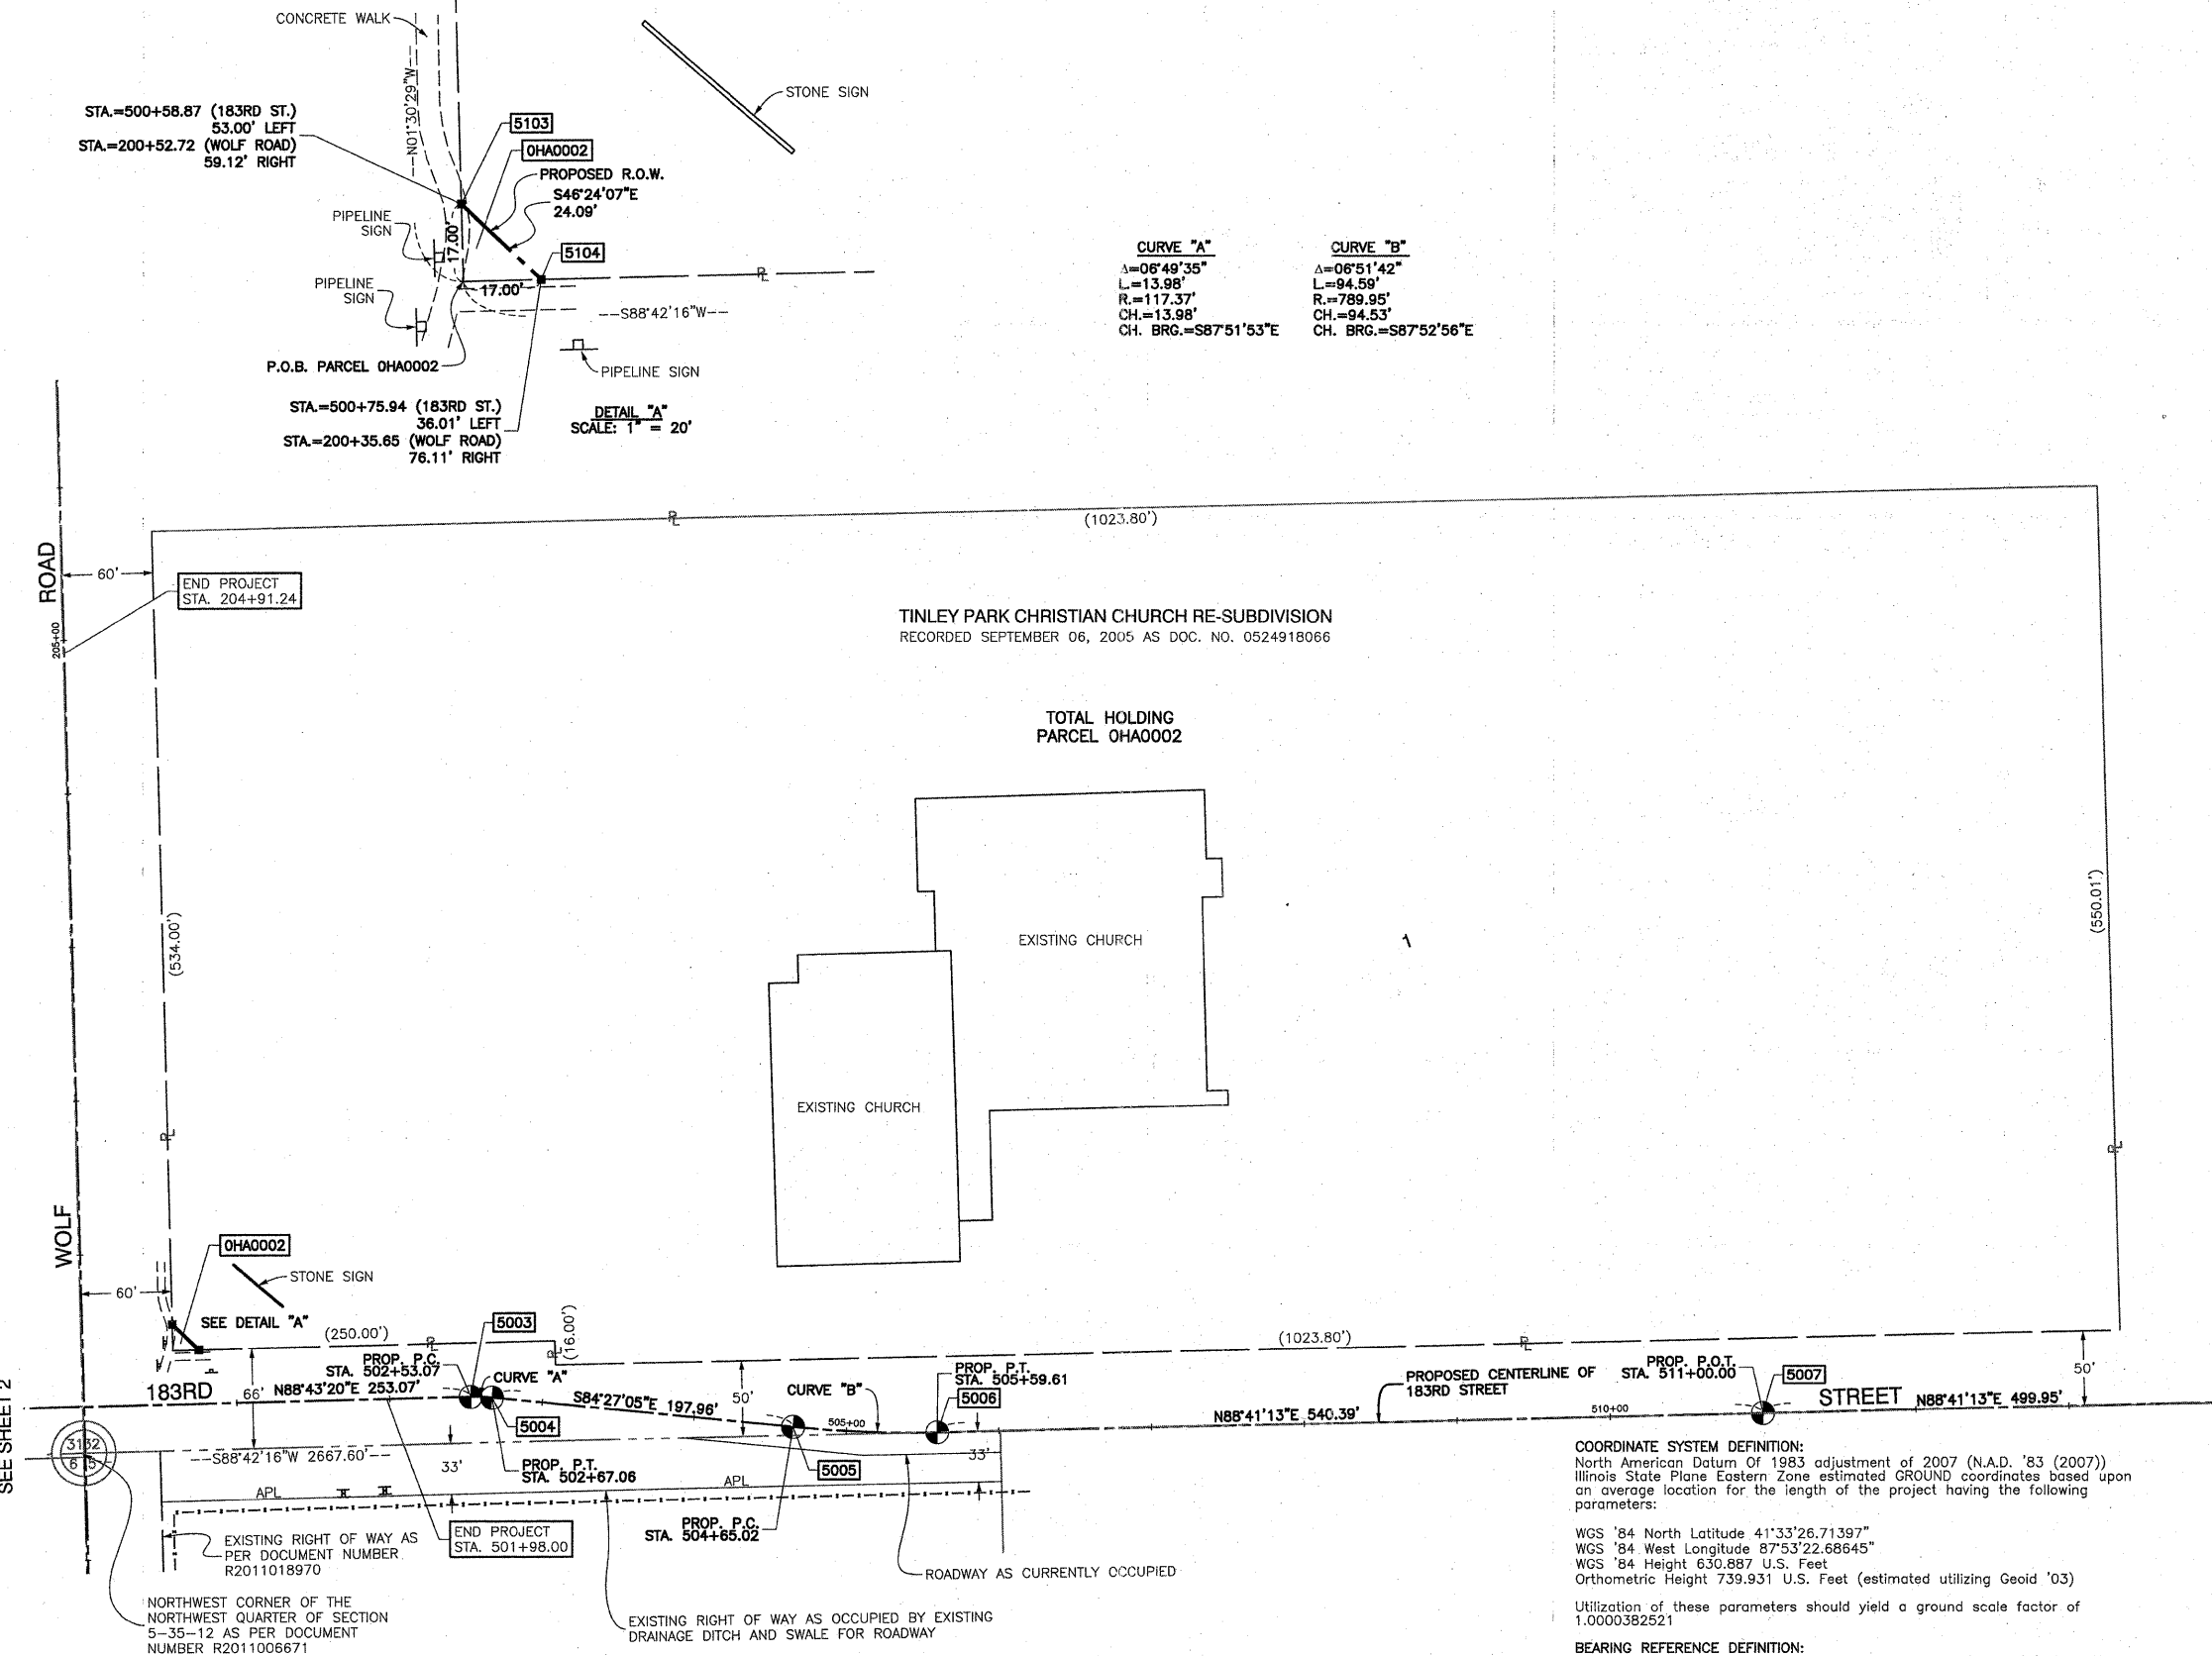 CONCRETE WALK
STONE SIGN
--N01°30'29"W--
STA.=500+58.87 (183RD ST.)
53.00' LEFT
STA.=200+52.72 (WOLF ROAD)
59.12' RIGHT
5103
0HA0002
PROPOSED R.O.W.
S46°24'07"E
24.09'
PIPELINE
SIGN
17.00'
5104
PIPELINE
SIGN
17.00'
--S88°42'16"W--
P.O.B. PARCEL 0HA0002
PIPELINE SIGN
STA.=500+75.94 (183RD ST.)
36.01' LEFT
STA.=200+35.65 (WOLF ROAD)
76.11' RIGHT
DETAIL "A"
SCALE: 1" = 20'
CURVE "A"
Δ=06°49'35"
L.=13.98'
R.=117.37'
CH.=13.98'
CH. BRG.=S87°51'53"E
CURVE "B"
Δ=06°51'42"
L.=94.59'
R.=789.95'
CH.=94.53'
CH. BRG.=S87°52'56"E
PL
(1023.80')
ROAD
60'
END PROJECT
STA. 204+91.24
205+00
TINLEY PARK CHRISTIAN CHURCH RE-SUBDIVISION
RECORDED SEPTEMBER 06, 2005 AS DOC. NO. 0524918066
TOTAL HOLDING
PARCEL 0HA0002
(534.00')
EXISTING CHURCH
1
(550.01')
EXISTING CHURCH
PL
PL
WOLF
0HA0002
STONE SIGN
60'
SEE DETAIL "A"
(250.00')
PL
5003
(16.00')
PL
(1023.80')
PL
PROP. P.C.
STA. 502+53.07
CURVE "A"
183RD
66'
N88°43'20"E 253.07'
S84°27'05"E 197.96'
50'
CURVE "B"
PROP. P.T.
STA. 505+59.61
5006
PROPOSED CENTERLINE OF
183RD STREET
PROP. P.O.T.
STA. 511+00.00
5007
STREET
N88°41'13"E 499.95'
50'
SEE SHEET 2
5004
505+00
N88°41'13"E 540.39'
510+00
3132
6 5
--S88°42'16"W 2667.60'--
33'
PROP. P.T.
STA. 502+67.06
5005
33'
APL
APL
EXISTING RIGHT OF WAY AS
PER DOCUMENT NUMBER
R2011018970
END PROJECT
STA. 501+98.00
PROP. P.C.
STA. 504+65.02
ROADWAY AS CURRENTLY OCCUPIED
NORTHWEST CORNER OF THE
NORTHWEST QUARTER OF SECTION
5-35-12 AS PER DOCUMENT
NUMBER R2011006671
EXISTING RIGHT OF WAY AS OCCUPIED BY EXISTING
DRAINAGE DITCH AND SWALE FOR ROADWAY
COORDINATE SYSTEM DEFINITION:
North American Datum Of 1983 adjustment of 2007 (N.A.D. '83 (2007))
Illinois State Plane Eastern Zone estimated GROUND coordinates based upon
an average location for the length of the project having the following
parameters:
WGS '84 North Latitude 41°33'26.71397"
WGS '84 West Longitude 87°53'22.68645"
WGS '84 Height 630.887 U.S. Feet
Orthometric Height 739.931 U.S. Feet (estimated utilizing Geoid '03)
Utilization of these parameters should yield a ground scale factor of
1.0000382521
BEARING REFERENCE DEFINITION: